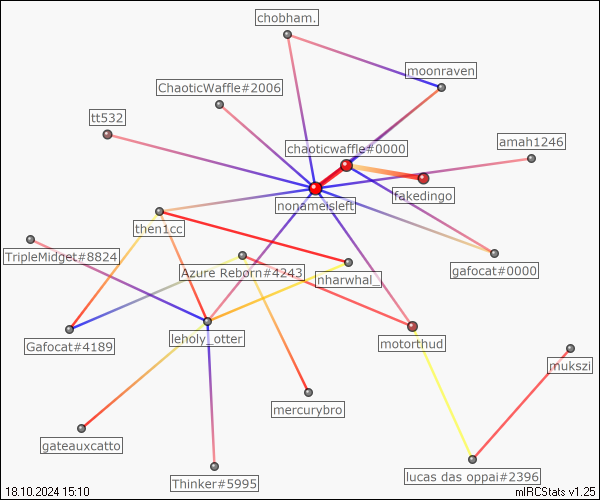 chobham.
moonraven
ChaoticWaffle#2006
tt532
chaoticwaffle#0000
amah1246
fakedingo
nonameisleft
then1cc
TripleMidget#8824
Azure Reborn#4243
nharwhal_
gafocat#0000
leholy_otter
motorthud
Gafocat#4189
mukszi
mercurybro
gateauxcatto
Thinker#5995
lucas das oppai#2396
18.10.2024 15:10
mIRCStats v1.25